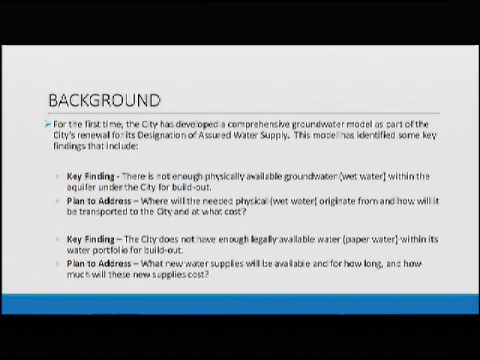 BACKGROUND
For the first time, the City has developed a comprehensive groundwater model as part of the
City's renewal for its Designation of Assured Water Supply. This model has identified some key
findings that include:
Key Finding - There is not enough physically available groundwater (wet water) within the
aquifer under the City for build-out.
Plan to Address – Where will the needed physical (wet water) originate from and how will it
be transported to the City and at what cost?
Key Finding – The City does not have enough legally available water (paper water) within its
water portfolio for build-out.
Plan to Address – What new water supplies will be available and for how long, and how
much will these new supplies cost?